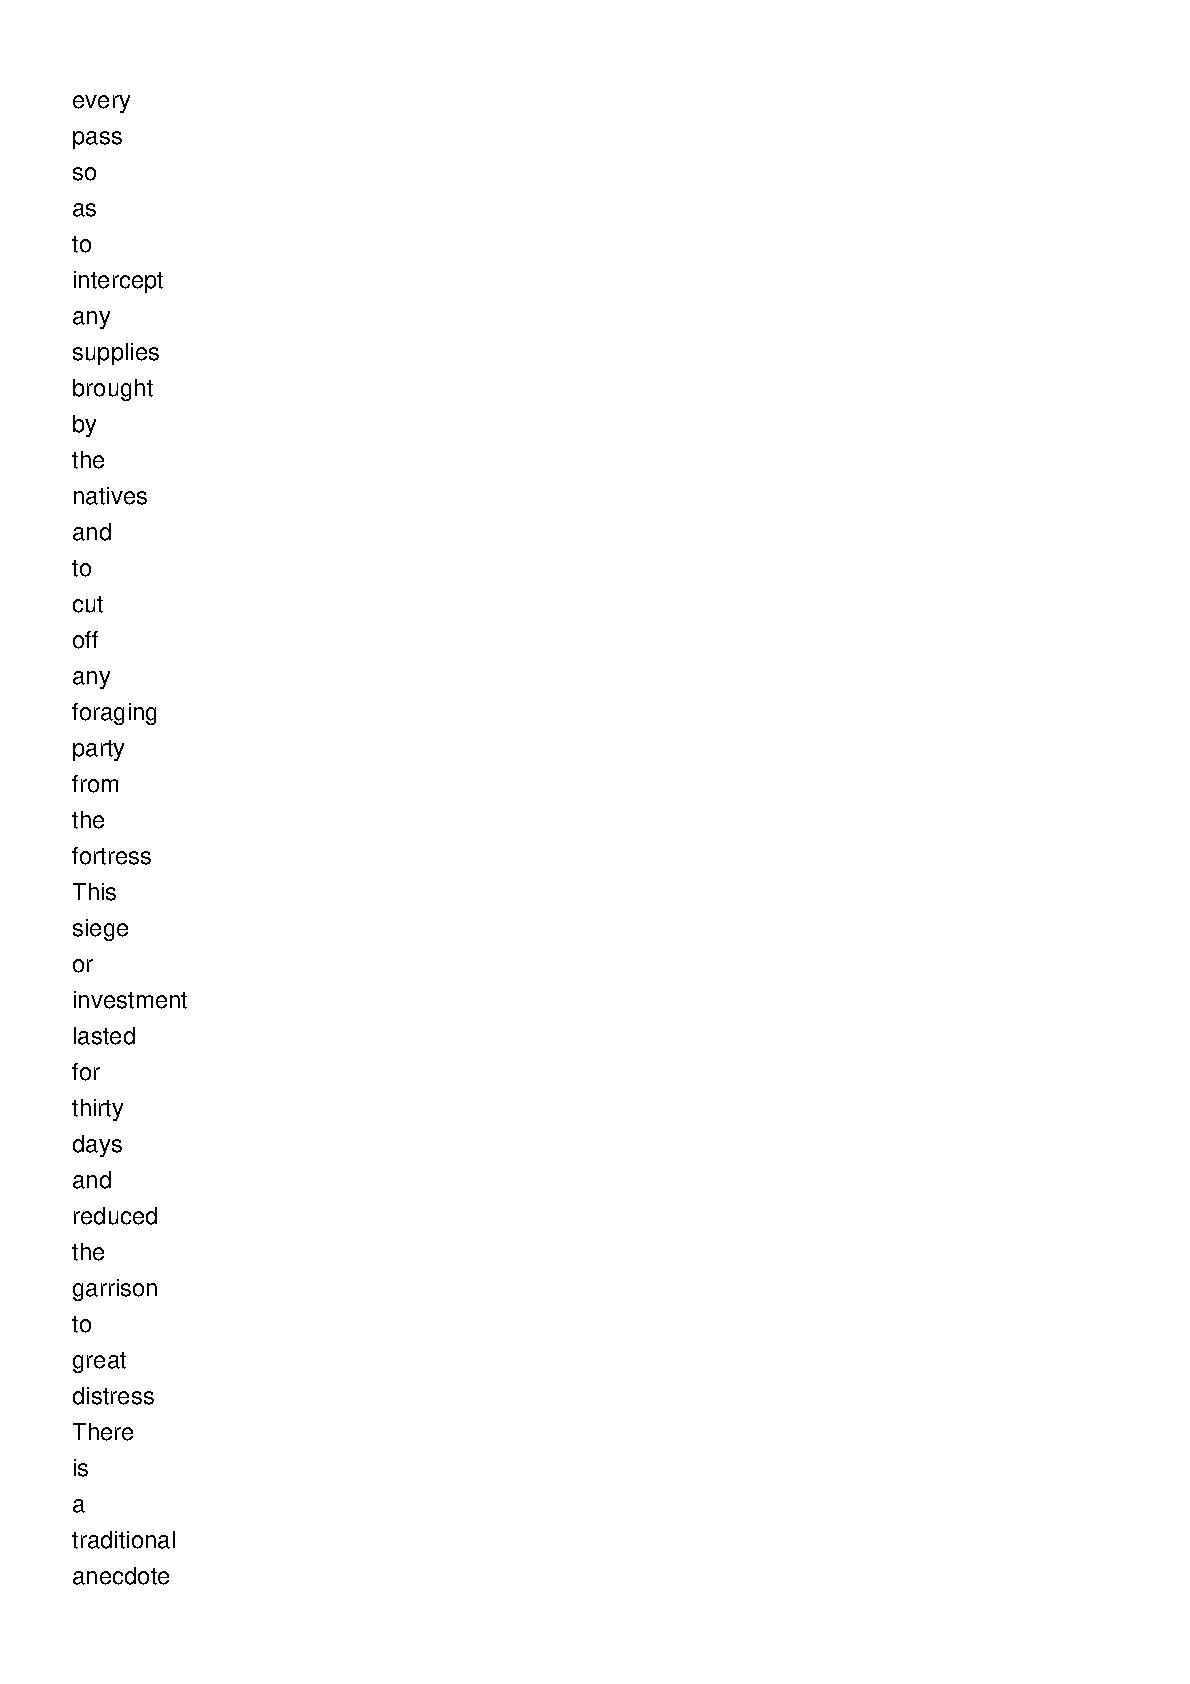 every
pass
so
as
to
intercept
any
supplies
brought
by
the
natives
and
to
cut
off
any
foraging
party
from
the
fortress
This
siege
or
investment
lasted
for
thirty
days
and
reduced
the
garrison
to
great
distress
There
is
a
traditional
anecdote